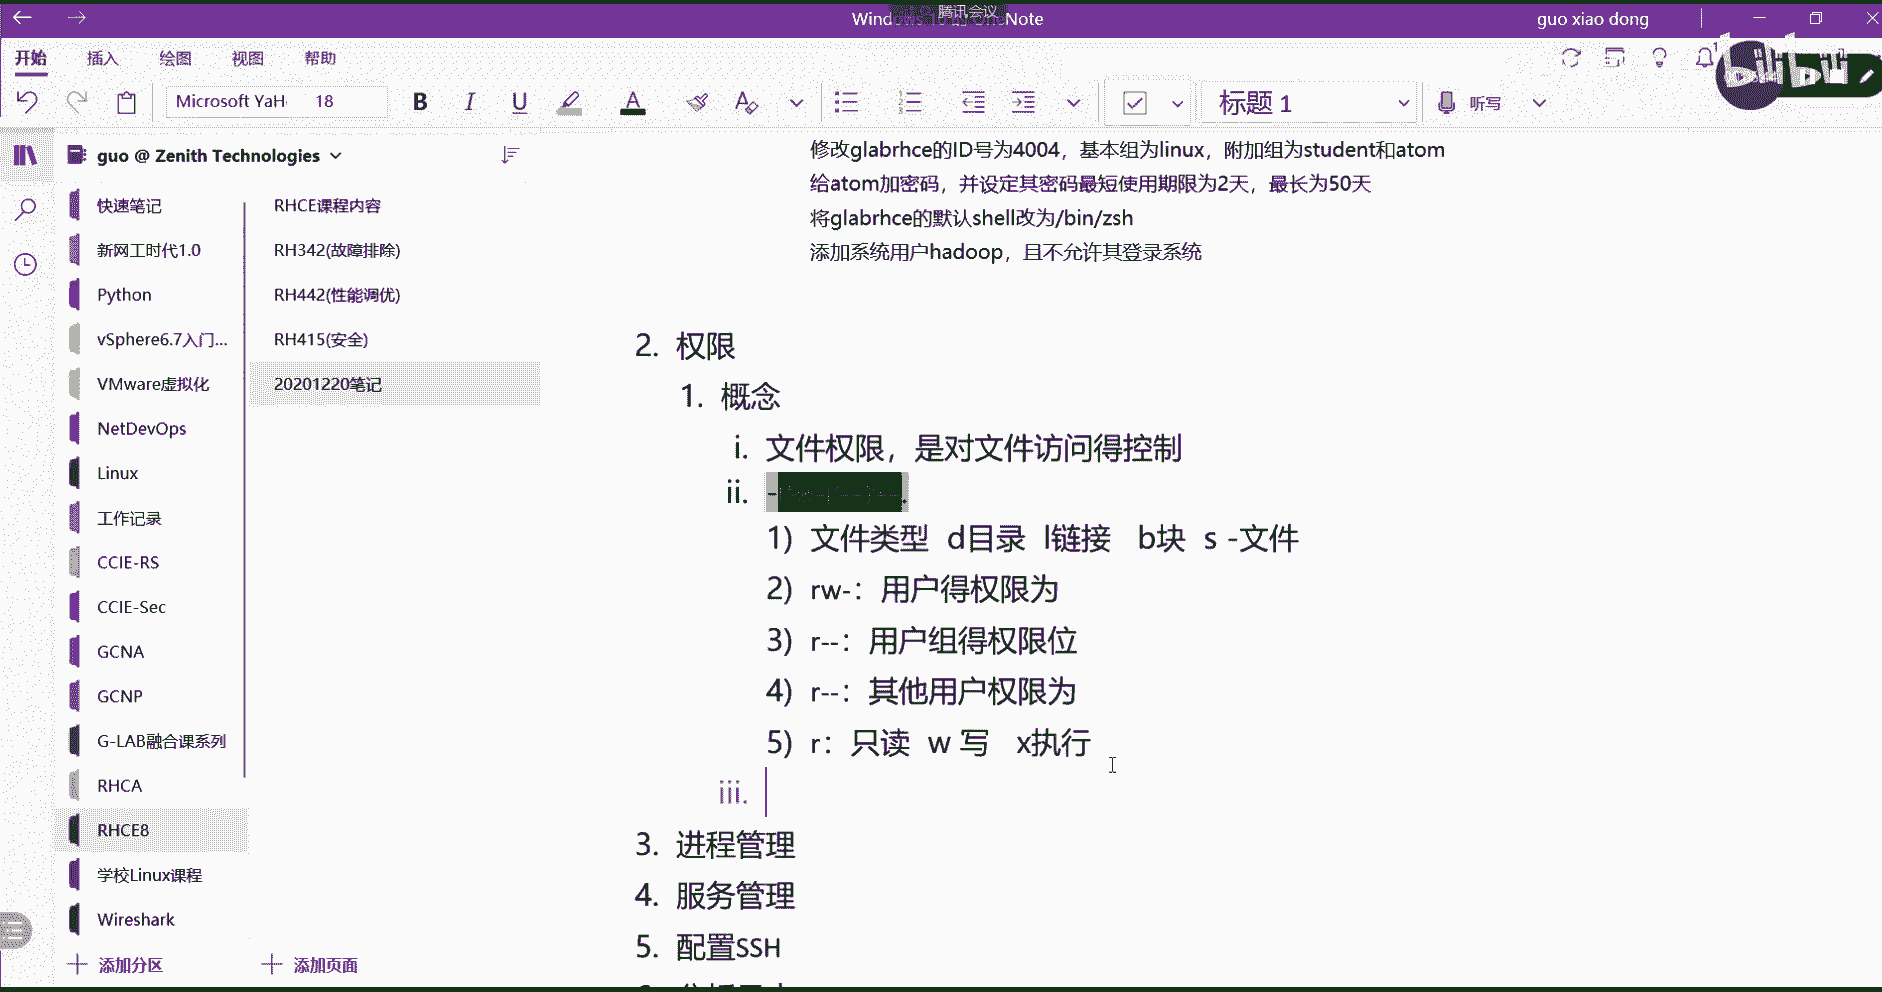 腾讯会议
Wind Note
guo xiao dong
开始 插入 绘图 视图 帮助
Microsoft YaH 18 B I U A 标题 1 听写
bilibili
guo @ Zenith Technologies
快速笔记
新网工时代1.0
Python
vSphere6.7入门...
VMware虚拟化
NetDevOps
Linux
工作记录
CCIE-RS
CCIE-Sec
GCNA
GCNP
G-LAB融合课系列
RHCA
RHCE8
学校Linux课程
Wireshark
添加分区
RHCE课程内容
RH342(故障排除)
RH442(性能调优)
RH415(安全)
20201220笔记
添加页面
修改glabrhce的ID号为4004，基本组为linux，附加组为student和atom
给atom加密码，并设定其密码最短使用期限为2天，最长为50天
将glabrhce的默认shell改为/bin/zsh
添加系统用户hadoop，且不允许其登录系统
2. 权限
1. 概念
i. 文件权限，是对文件访问得控制
ii.
1) 文件类型 d目录 l链接 b块 s -文件
2) rw-：用户得权限为
3) r--：用户组得权限位
4) r--：其他用户权限为
5) r：只读 w 写 x执行
iii.
3. 进程管理
4. 服务管理
5. 配置SSH